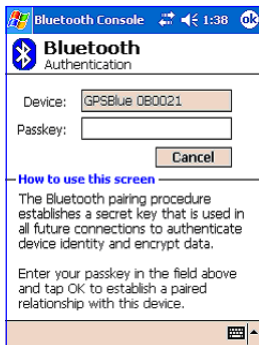 Bluetooth Console 1:38 ok
Bluetooth
Authentication
Device: GPSBlue 0B0021
Passkey:
Cancel
How to use this screen
The Bluetooth pairing procedure
establishes a secret key that is used in
all future connections to authenticate
device identity and encrypt data.
Enter your passkey in the field above
and tap OK to establish a paired
relationship with this device.